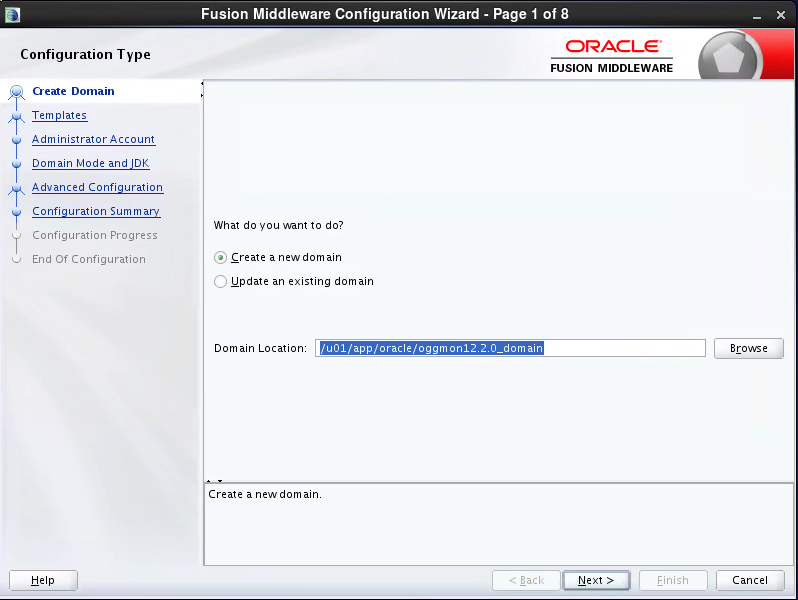 Fusion Middleware Configuration Wizard - Page 1 of 8
Configuration Type
ORACLE
FUSION MIDDLEWARE
Create Domain
Templates
Administrator Account
Domain Mode and JDK
Advanced Configuration
Configuration Summary
Configuration Progress
End Of Configuration
What do you want to do?
Create a new domain
Update an existing domain
Domain Location: /u01/app/oracle/oggmon12.2.0_domain Browse
Create a new domain.
Help < Back Next > Finish Cancel